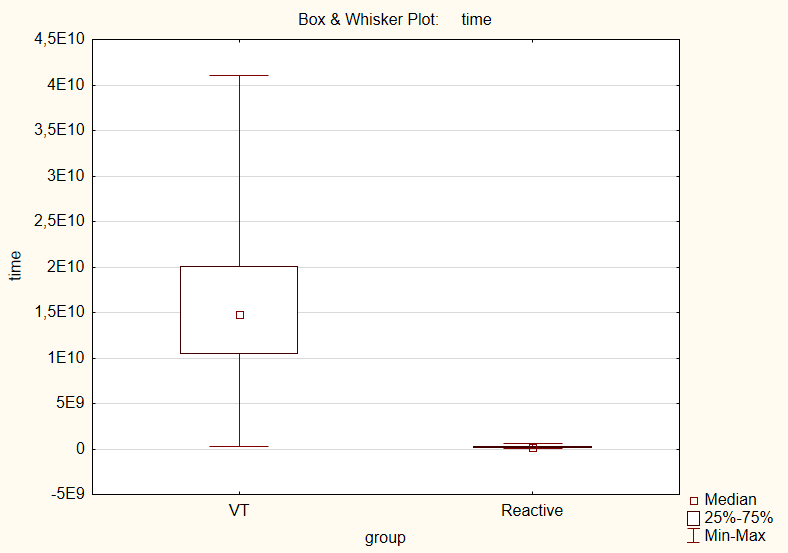 Box & Whisker Plot: time
4,5E10
4E10
3,5E10
3E10
2,5E10
2E10
1,5E10
1E10
5E9
0
-5E9
time
VT Reactive
group
Median
25%-75%
Min-Max